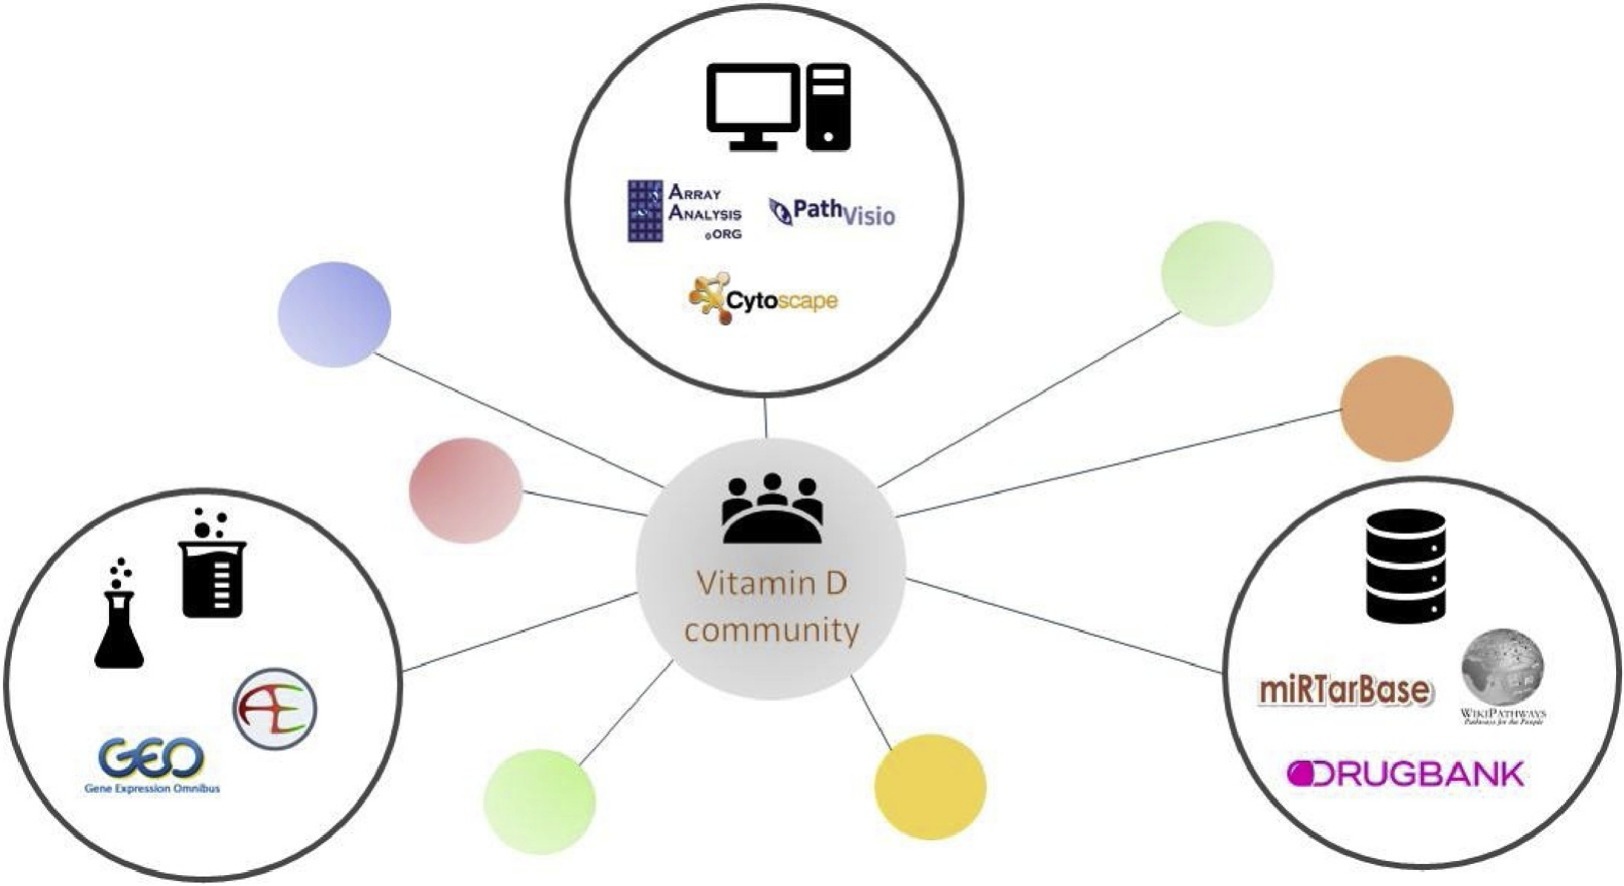 ARRAY
ANALYSIS
.ORG
PathVisio
Cytoscape
Vitamin D
community
AE
GEO
Gene Expression Omnibus
miRTarBase
WIKIPATHWAYS
Pathways for the People
DRUGBANK